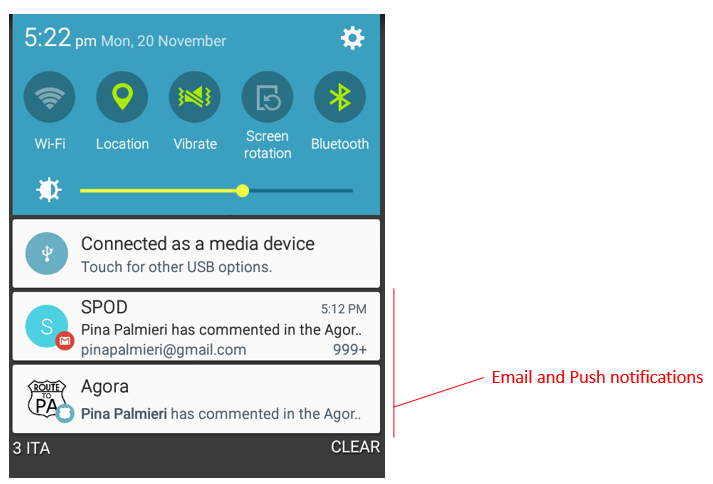 5:22 pm Mon, 20 November
Wi-Fi
Location
Vibrate
Screen
rotation
Bluetooth
Connected as a media device
Touch for other USB options.
S
SPOD
5:12 PM
Pina Palmieri has commented in the Agor..
pinapalmieri@gmail.com
999+
ROUTE
TO
PA
Agora
Pina Palmieri has commented in the Agor..
Email and Push notifications
3 ITA
CLEAR